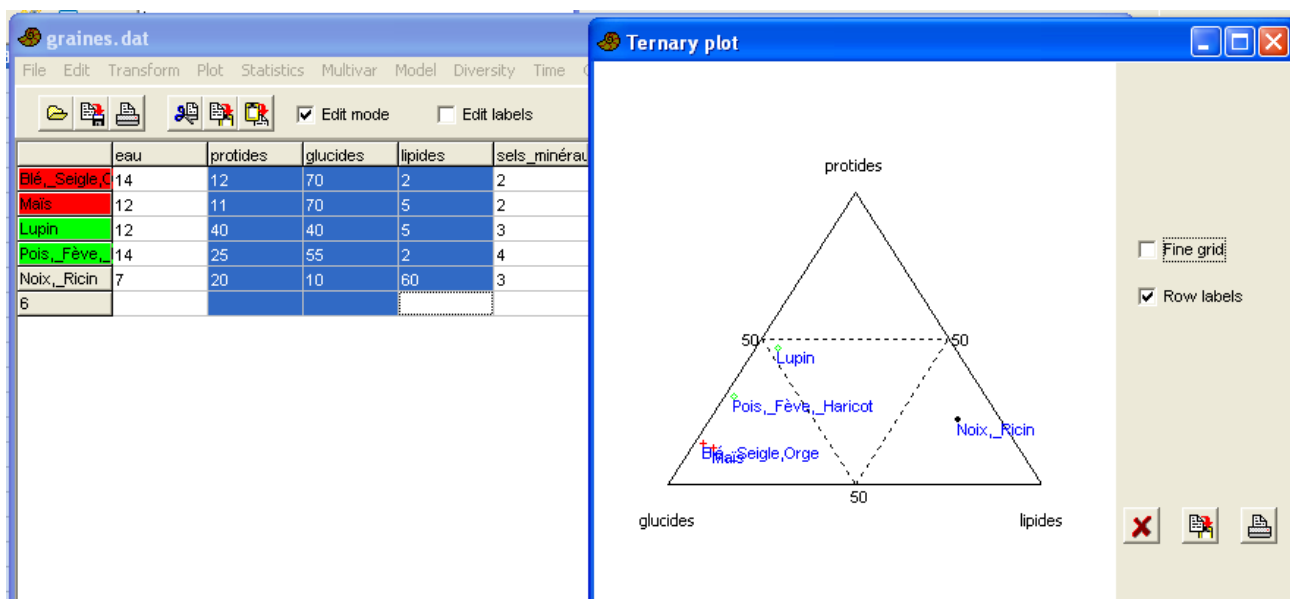 graines.dat
File Edit Transform Plot Statistics Multivar Model Diversity Time
Edit mode Edit labels
eau protides glucides lipides sels_minérau
Blé,_Seigle,O 14 12 70 2 2
Maïs 12 11 70 5 2
Lupin 12 40 40 5 3
Pois,_Fève,_ 14 25 55 2 4
Noix,_Ricin 7 20 10 60 3
6
Ternary plot
protides
Fine grid
Row labels
50 50
Lupin
Pois,_Fève,_Haricot
Noix,_Ricin
Blé,_Seigle,Orge
Maïs
50
glucides lipides